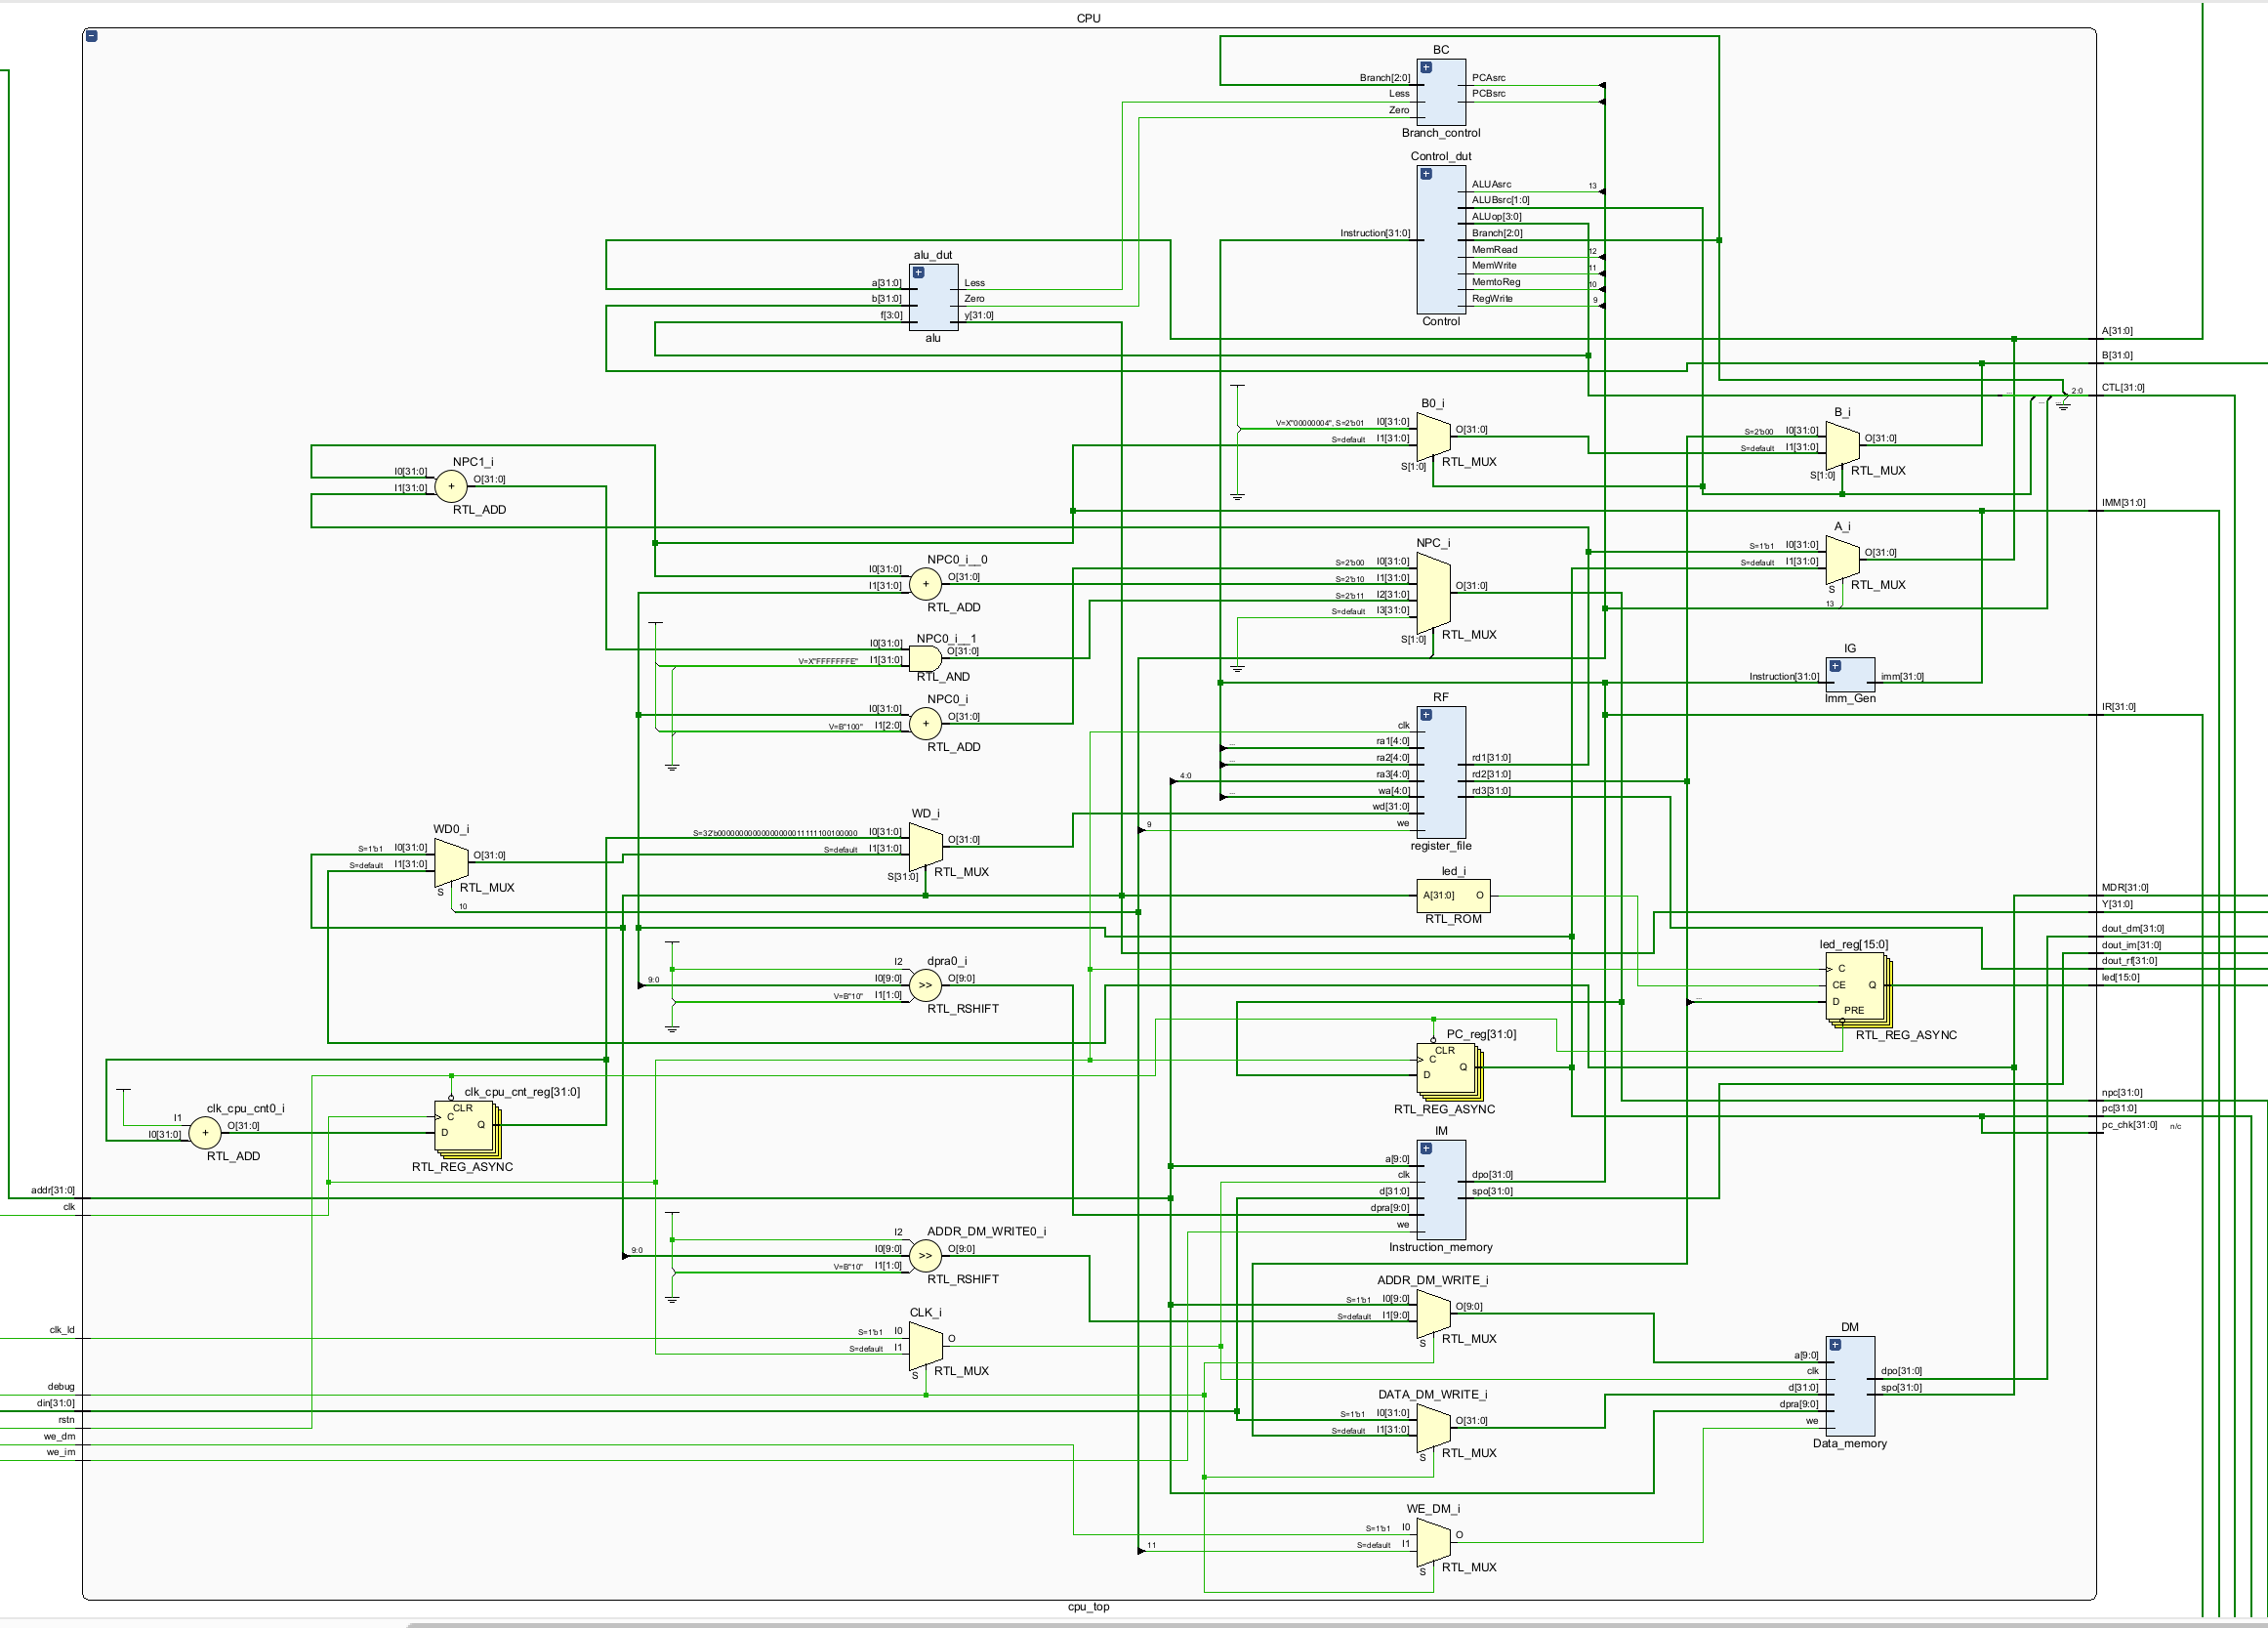 CPU
BC
Branch[2:0]
Less
Zero
PCAsrc
PCBsrc
Branch_control
Control_dut
Instruction[31:0]
ALUAsrc
13
ALUBsrc[1:0]
ALUop[3:0]
Branch[2:0]
MemRead
12
MemWrite
11
MemtoReg
10
RegWrite
9
Control
alu_dut
a[31:0]
b[31:0]
f[3:0]
Less
Zero
y[31:0]
alu
A[31:0]
B[31:0]
2:0
CTL[31:0]
B0_i
V=X"00000004", S=2'b01
I0[31:0]
S=default
I1[31:0]
O[31:0]
S[1:0]
RTL_MUX
B_i
S=2'b00
I0[31:0]
S=default
I1[31:0]
O[31:0]
S[1:0]
RTL_MUX
NPC1_i
I0[31:0]
I1[31:0]
O[31:0]
+
RTL_ADD
IMM[31:0]
A_i
S=1'b1
I0[31:0]
S=default
I1[31:0]
O[31:0]
S
13
RTL_MUX
NPC_i
S=2'b00
I0[31:0]
S=2'b10
I1[31:0]
S=2'b11
I2[31:0]
S=default
I3[31:0]
O[31:0]
S[1:0]
RTL_MUX
NPC0_i__0
I0[31:0]
I1[31:0]
O[31:0]
+
RTL_ADD
NPC0_i__1
I0[31:0]
V=X"FFFFFFFE"
I1[31:0]
O[31:0]
RTL_AND
NPC0_i
I0[31:0]
V=B"100"
I1[2:0]
O[31:0]
+
RTL_ADD
IG
Instruction[31:0]
imm[31:0]
Imm_Gen
IR[31:0]
RF
clk
... ra1[4:0]
... ra2[4:0]
4:0
ra3[4:0]
... wa[4:0]
wd[31:0]
9
we
rd1[31:0]
rd2[31:0]
rd3[31:0]
register_file
WD0_i
S=1'b1
I0[31:0]
S=default
I1[31:0]
O[31:0]
S
10
RTL_MUX
WD_i
S=32'b00000000000000000011111100100000
I0[31:0]
S=default
I1[31:0]
O[31:0]
S[31:0]
RTL_MUX
led_i
A[31:0]
O
RTL_ROM
MDR[31:0]
Y[31:0]
dout_dm[31:0]
dout_im[31:0]
dout_rf[31:0]
led[15:0]
led_reg[15:0]
C
CE
D
Q
PRE
...
RTL_REG_ASYNC
dpra0_i
I2
9:0
I0[9:0]
V=B"10"
I1[1:0]
O[9:0]
>>
RTL_RSHIFT
PC_reg[31:0]
CLR
C
D
Q
RTL_REG_ASYNC
clk_cpu_cnt0_i
I1
I0[31:0]
O[31:0]
+
RTL_ADD
clk_cpu_cnt_reg[31:0]
CLR
C
D
Q
RTL_REG_ASYNC
npc[31:0]
pc[31:0]
pc_chk[31:0]
n/c
IM
a[9:0]
clk
d[31:0]
dpra[9:0]
we
dpo[31:0]
spo[31:0]
Instruction_memory
addr[31:0]
clk
ADDR_DM_WRITE0_i
I2
9:0
I0[9:0]
V=B"10"
I1[1:0]
O[9:0]
>>
RTL_RSHIFT
ADDR_DM_WRITE_i
S=1'b1
I0[9:0]
S=default
I1[9:0]
O[9:0]
S
RTL_MUX
CLK_i
S=1'b1
I0
S=default
I1
O
S
RTL_MUX
clk_ld
debug
din[31:0]
rstn
we_dm
we_im
DATA_DM_WRITE_i
S=1'b1
I0[31:0]
S=default
I1[31:0]
O[31:0]
S
RTL_MUX
DM
a[9:0]
clk
d[31:0]
dpra[9:0]
we
dpo[31:0]
spo[31:0]
Data_memory
WE_DM_i
S=1'b1
I0
11
S=default
I1
O
S
RTL_MUX
cpu_top